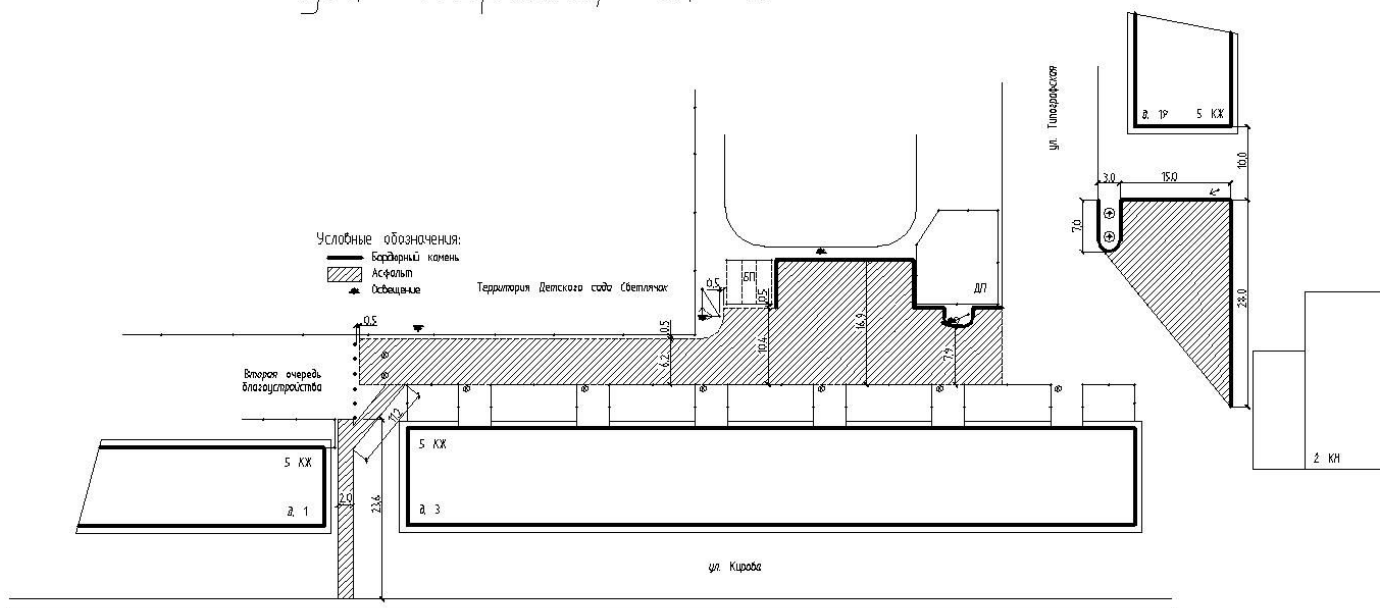 ул. Типографская
д. 19 5 КЖ
10,0
3,0
15,0
7,0
28,0
2 КН
Условные обозначения:
Бордюрный камень
Асфальт
Освещение
Территория Детского сада Светлячок
0,5
БП
0,5
ДП
0,5
0,5
6,2
10,4
16,9
7,9
Вторая очередь
благоустройства
11,2
5 КЖ
д. 1
2,0
23,6
5 КЖ
д. 3
ул. Кирова